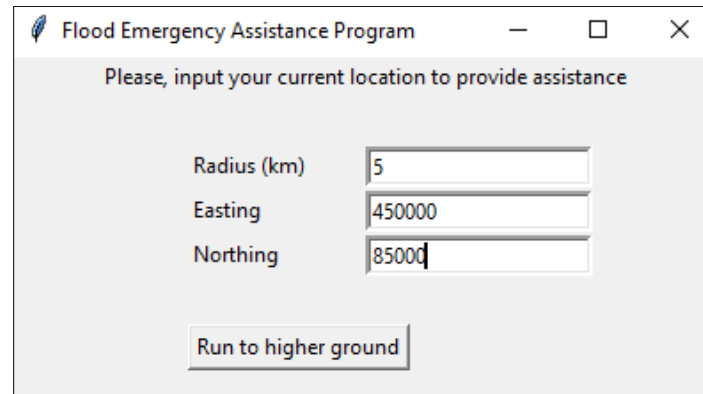 Flood Emergency Assistance Program
Please, input your current location to provide assistance
Radius (km) 5
Easting 450000
Northing 85000
Run to higher ground